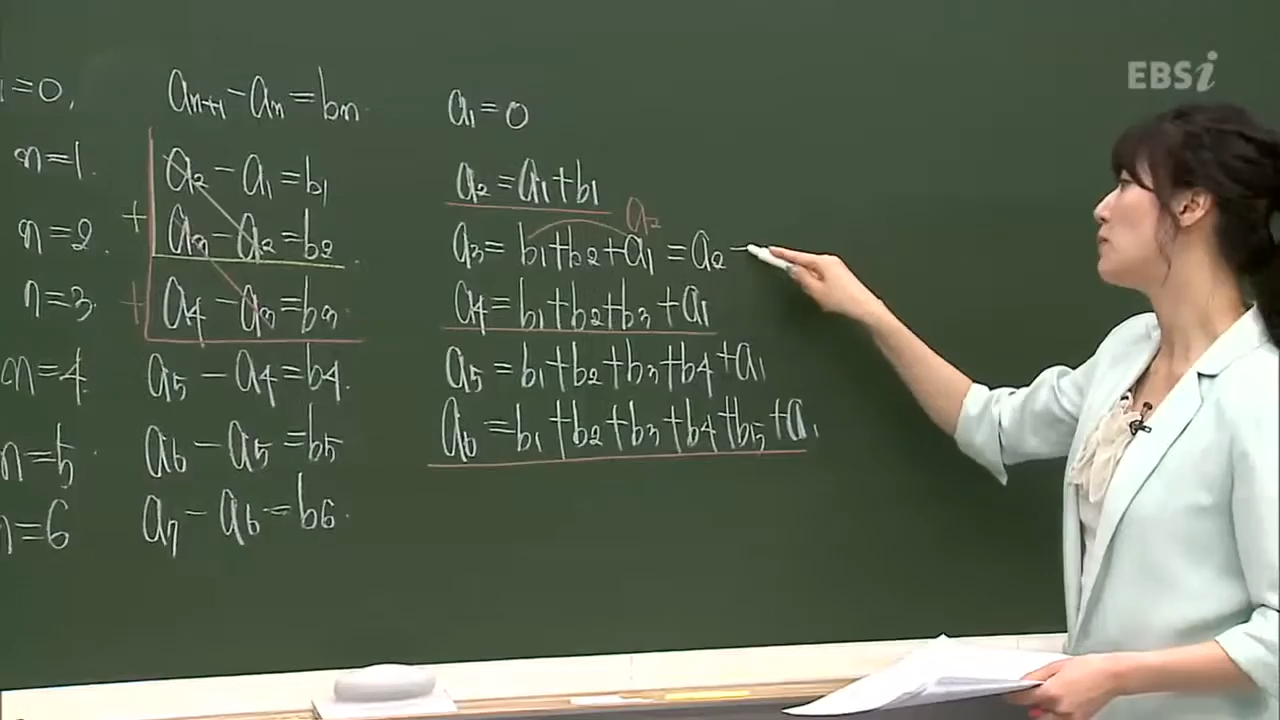 EBSi
1=0,
n=1.
n=2.
n=3.
n=4.
n=5.
n=6
aₙ₊₁-aₙ=bₙ.
a₂-a₁=b₁
+
a₃-a₂=b₂.
+
a₄-a₃=b₃.
a₅-a₄=b₄.
a₆-a₅=b₅
a₇-a₆=b₆.
a₁=0
a₂=a₁+b₁
a₂
a₃=b₁+b₂+a₁=a₂-
a₄=b₁+b₂+b₃+a₁
a₅=b₁+b₂+b₃+b₄+a₁
a₆=b₁+b₂+b₃+b₄+b₅+a₁